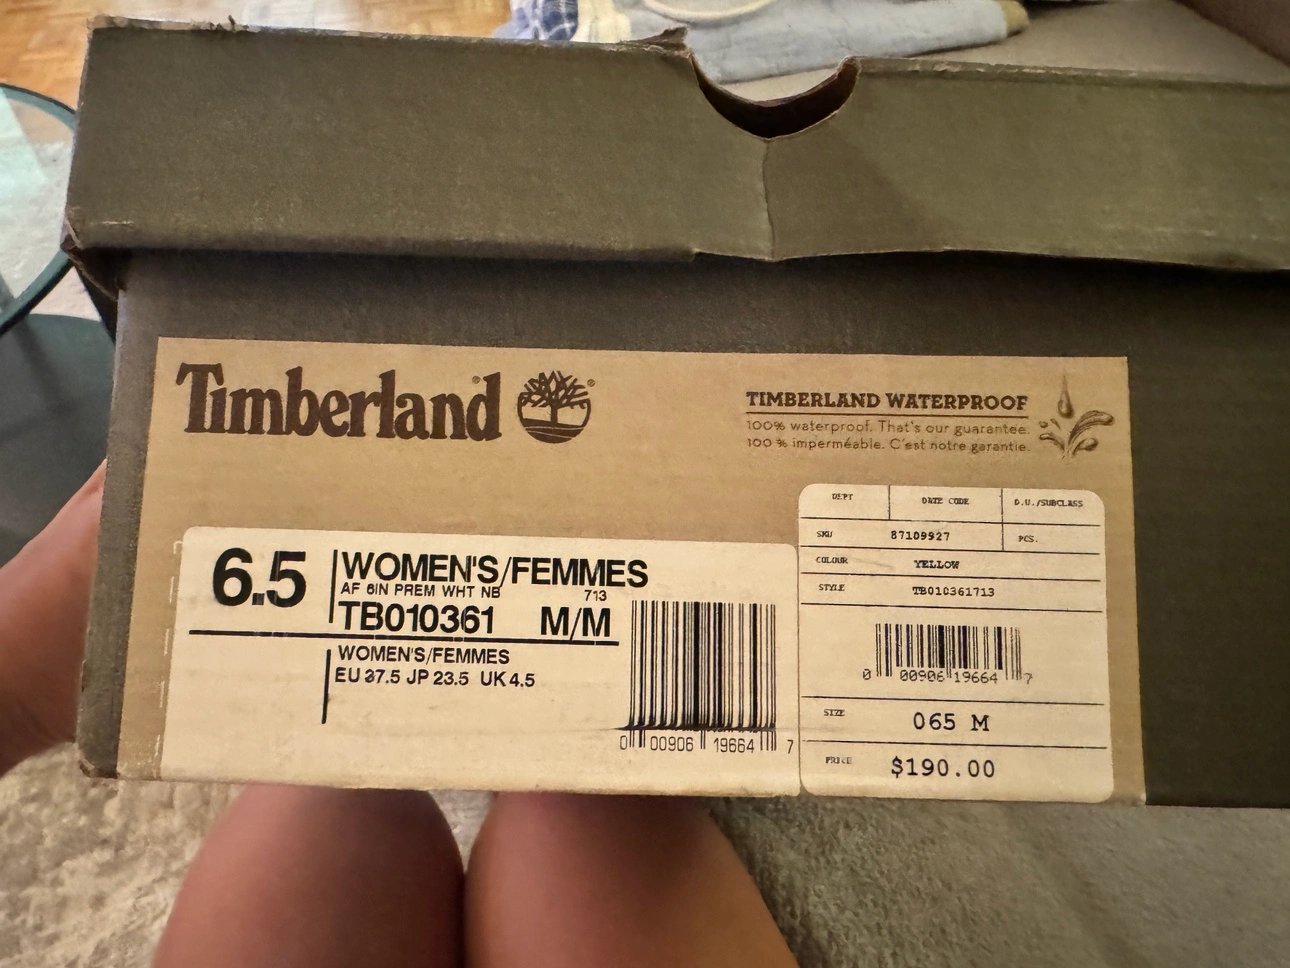 Timberland
TIMBERLAND WATERPROOF
100% waterproof. That's our guarantee.
100 % imperméable. C'est notre garantie.
6.5
WOMEN'S/FEMMES
AF 6IN PREM WHT NB 713
TB010361 M/M
WOMEN'S/FEMMES
EU 37.5 JP 23.5 UK 4.5
0 00906 19664 7
DEPT DATE CODE D.U./SUBCLASS
SKU 87109927 PCS.
COLOUR YELLOW
STYLE TB010361713
0 00906 19664 7
SIZE 065 M
PRICE $190.00